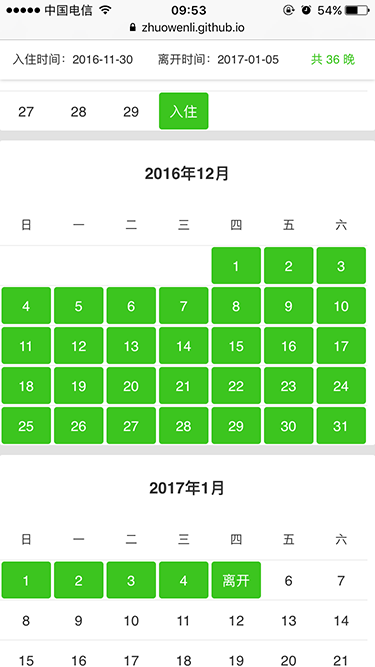 中国电信 09:53 54%
zhuowenli.github.io
入住时间：2016-11-30 离开时间：2017-01-05 共 36 晚
27 28 29 入住
2016年12月
日 一 二 三 四 五 六
1 2 3
4 5 6 7 8 9 10
11 12 13 14 15 16 17
18 19 20 21 22 23 24
25 26 27 28 29 30 31
2017年1月
日 一 二 三 四 五 六
1 2 3 4 离开 6 7
8 9 10 11 12 13 14
15 16 17 18 19 20 21